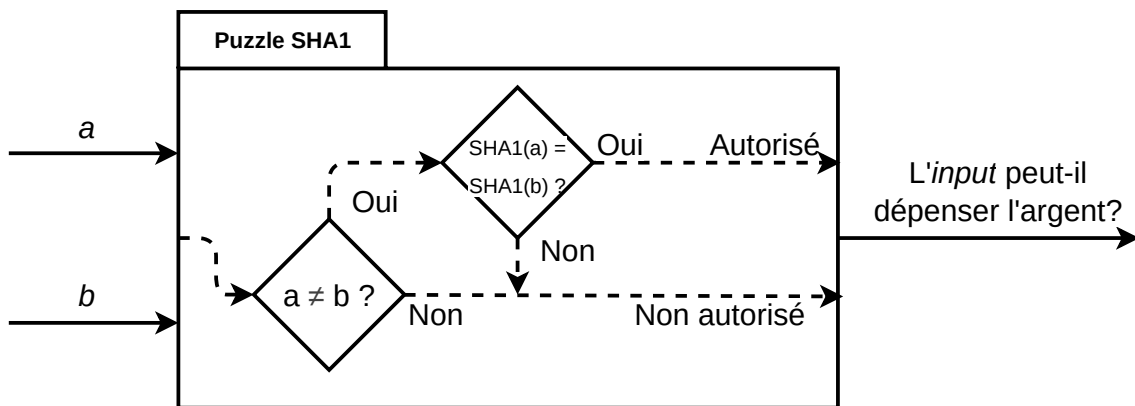 Puzzle SHA1
a
SHA1(a) =
SHA1(b) ?
Oui
Autorisé
L'input peut-il
dépenser l'argent?
Oui
Non
b
a ≠ b ?
Non
Non autorisé